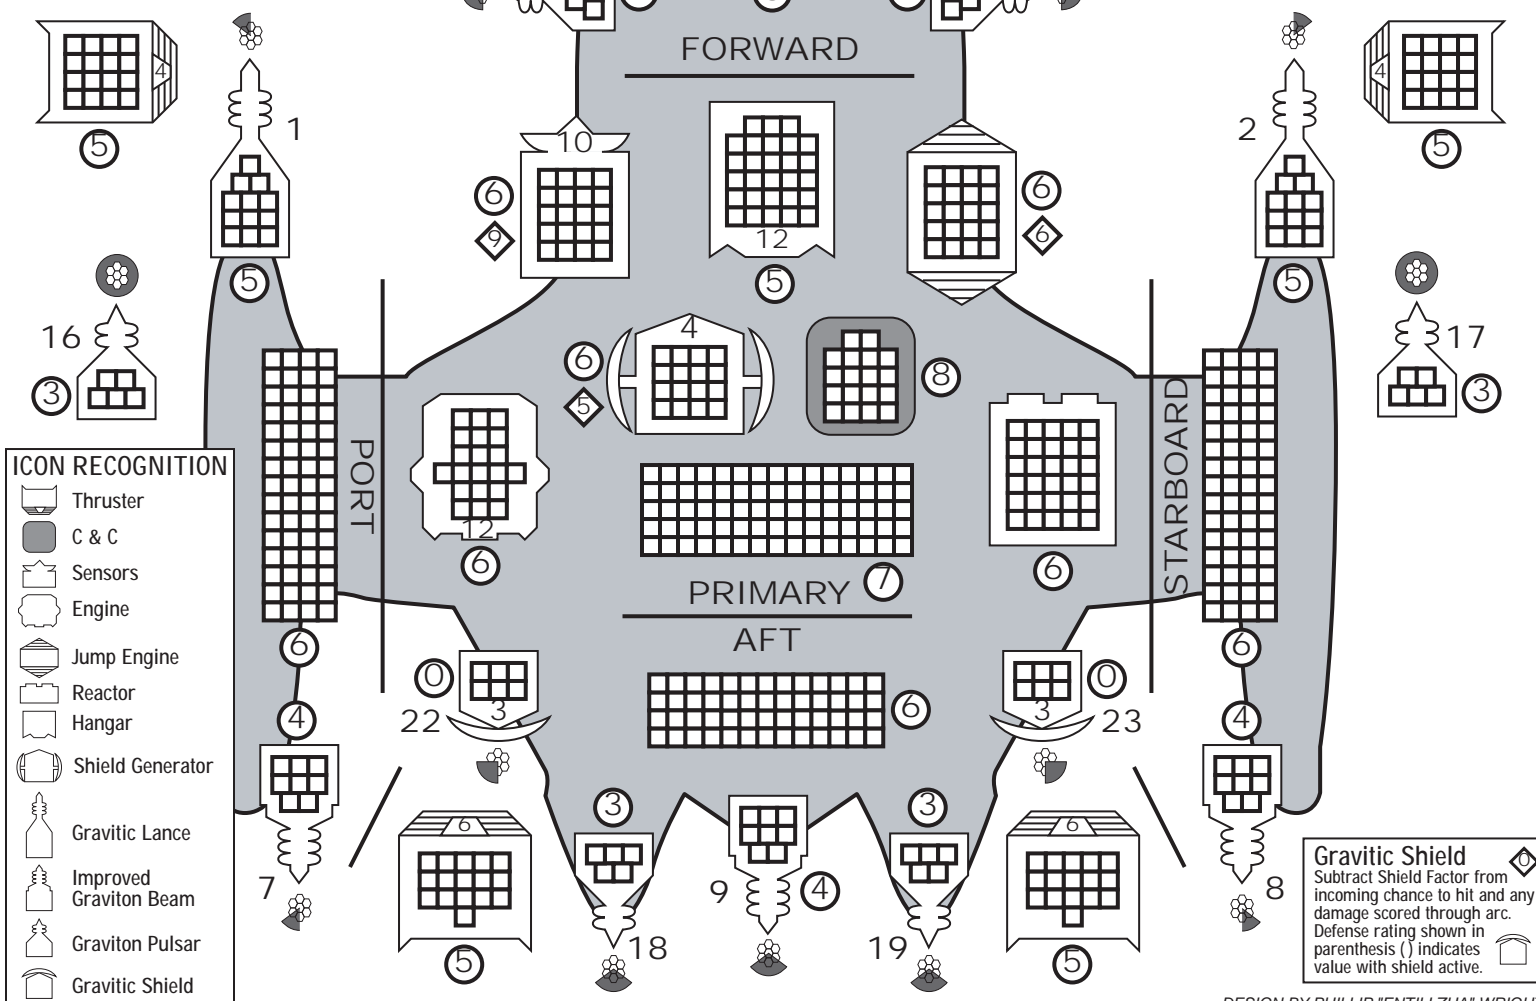 FORWARD
4
5
1
10
6
9
12
5
6
6
2
4
5
5
5
16
3
17
3
4
6
5
8
PORT
STARBOARD
12
6
7
6
PRIMARY
AFT
6
6
ICON RECOGNITION
Thruster
C & C
Sensors
Engine
Jump Engine
Reactor
Hangar
Shield Generator
Gravitic Lance
Improved
Graviton Beam
Graviton Pulsar
Gravitic Shield
0
3
22
0
3
23
6
4
4
7
6
5
3
18
9
4
3
19
6
5
8
Gravitic Shield
0
Subtract Shield Factor from
incoming chance to hit and any
damage scored through arc.
Defense rating shown in
parenthesis ( ) indicates
value with shield active.